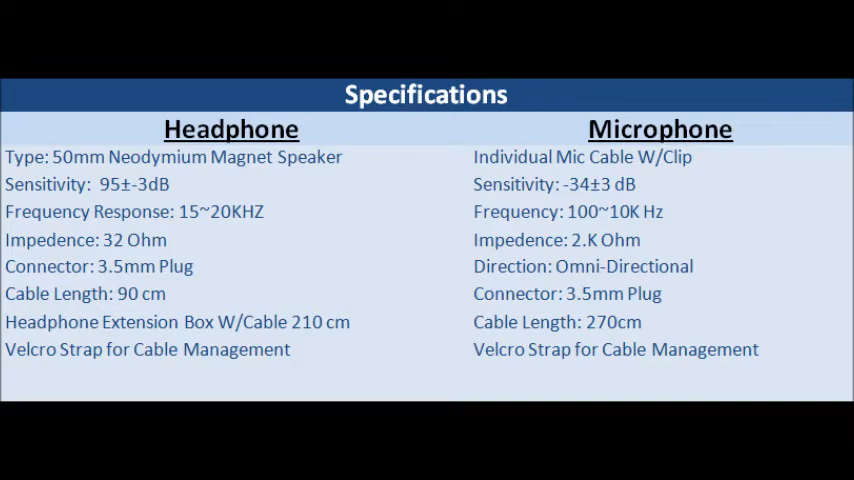 Specifications
Headphone
Type: 50mm Neodymium Magnet Speaker
Sensitivity:  95±-3dB
Frequency Response: 15~20KHZ
Impedence: 32 Ohm
Connector: 3.5mm Plug
Cable Length: 90 cm
Headphone Extension Box W/Cable 210 cm
Velcro Strap for Cable Management
Microphone
Individual Mic Cable W/Clip
Sensitivity: -34±3 dB
Frequency: 100~10K Hz
Impedence: 2.K Ohm
Direction: Omni-Directional
Connector: 3.5mm Plug
Cable Length: 270cm
Velcro Strap for Cable Management